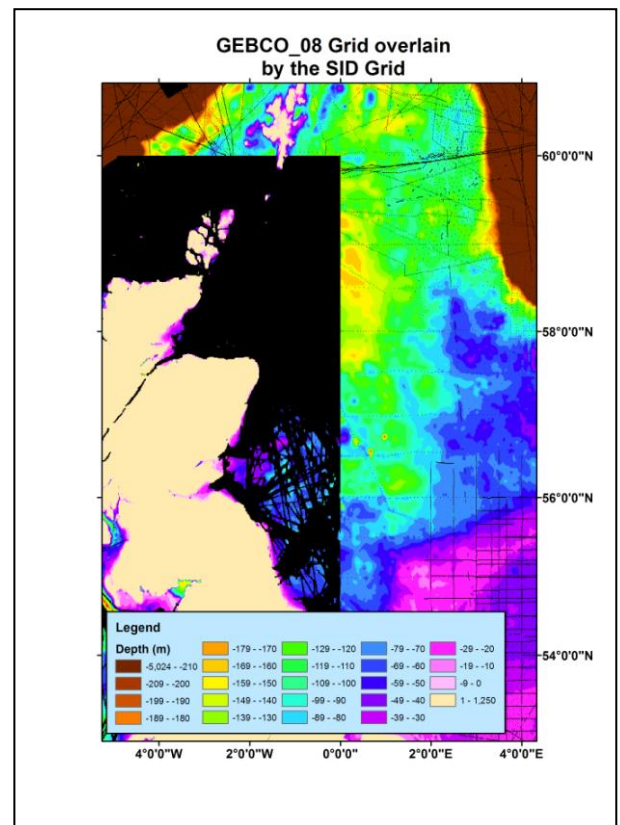 GEBCO_08 Grid overlain
by the SID Grid
60°0'0"N
58°0'0"N
56°0'0"N
54°0'0"N
Legend
Depth (m)
-5,024 - -210
-209 - -200
-199 - -190
-189 - -180
-179 - -170
-169 - -160
-159 - -150
-149 - -140
-139 - -130
-129 - -120
-119 - -110
-109 - -100
-99 - -90
-89 - -80
-79 - -70
-69 - -60
-59 - -50
-49 - -40
-39 - -30
-29 - -20
-19 - -10
-9 - 0
1 - 1,250
4°0'0"W
2°0'0"W
0°0'0"
2°0'0"E
4°0'0"E